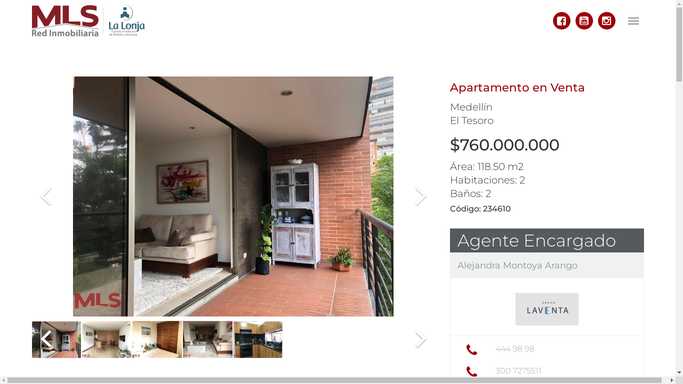 MLS
Red Inmobiliaria
La Lonja
Apartamento en Venta
Medellín
El Tesoro
$760.000.000
Área: 118.50 m2
Habitaciones: 2
Baños: 2
Código: 234610
MLS
Agente Encargado
Alejandra Montoya Arango
LAVENTA
444 98 98
300 7275511